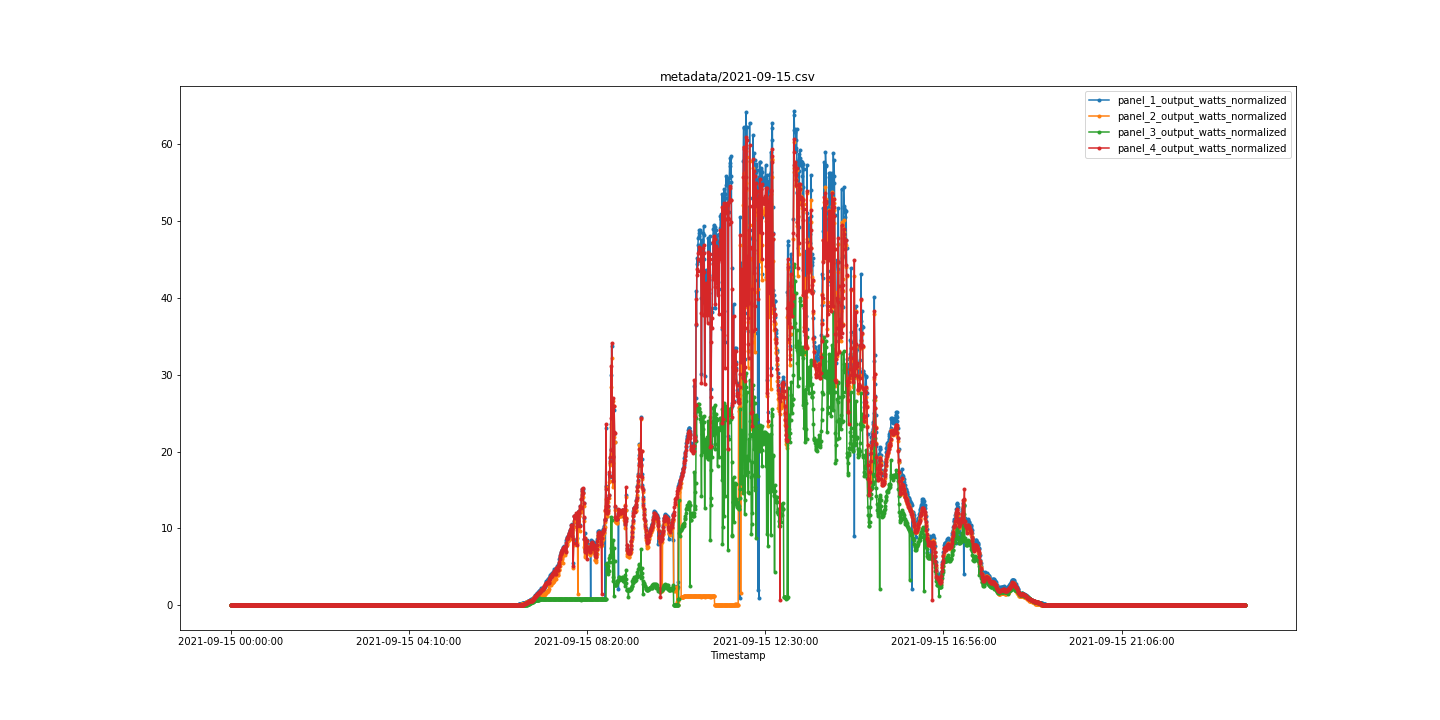 metadata/2021-09-15.csv
panel_1_output_watts_normalized
panel_2_output_watts_normalized
panel_3_output_watts_normalized
panel_4_output_watts_normalized
60
50
40
30
20
10
0
2021-09-15 00:00:00 2021-09-15 04:10:00 2021-09-15 08:20:00 2021-09-15 12:30:00 2021-09-15 16:56:00 2021-09-15 21:06:00
Timestamp